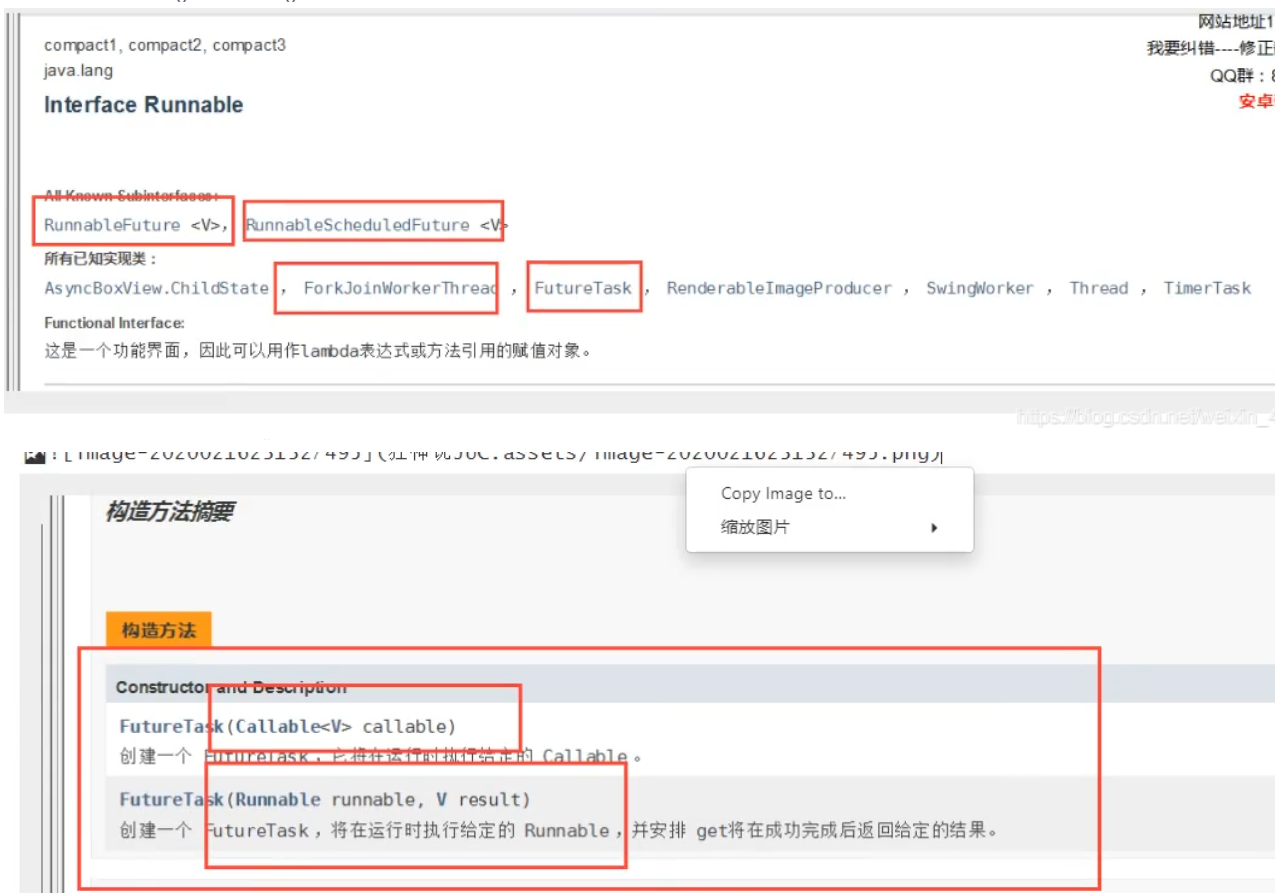 compact1, compact2, compact3
网站地址1
java.lang
我要纠错----修正
QQ群：8
Interface Runnable
安卓
All Known Subinterfaces:
RunnableFuture <V>, RunnableScheduledFuture <V>
所有已知实现类：
AsyncBoxView.ChildState , ForkJoinWorkerThread , FutureTask , RenderableImageProducer , SwingWorker , Thread , TimerTask
Functional Interface:
这是一个功能界面，因此可以用作lambda表达式或方法引用的赋值对象。
https://blog.csdn.net/weixin_4
![image-20200216231327495](狂神说JUC.assets/image-20200216231327495.png)
Copy Image to...
缩放图片
构造方法摘要
构造方法
Constructor and Description
FutureTask(Callable<V> callable)
创建一个 FutureTask，它将在运行时执行给定的 Callable 。
FutureTask(Runnable runnable, V result)
创建一个 FutureTask，将在运行时执行给定的 Runnable ，并安排 get将在成功完成后返回给定的结果。